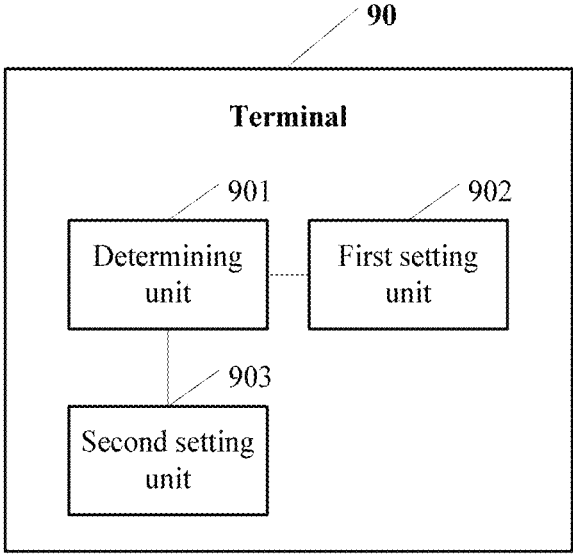 90
Terminal
901
902
Determining
unit
First setting
unit
903
Second setting
unit